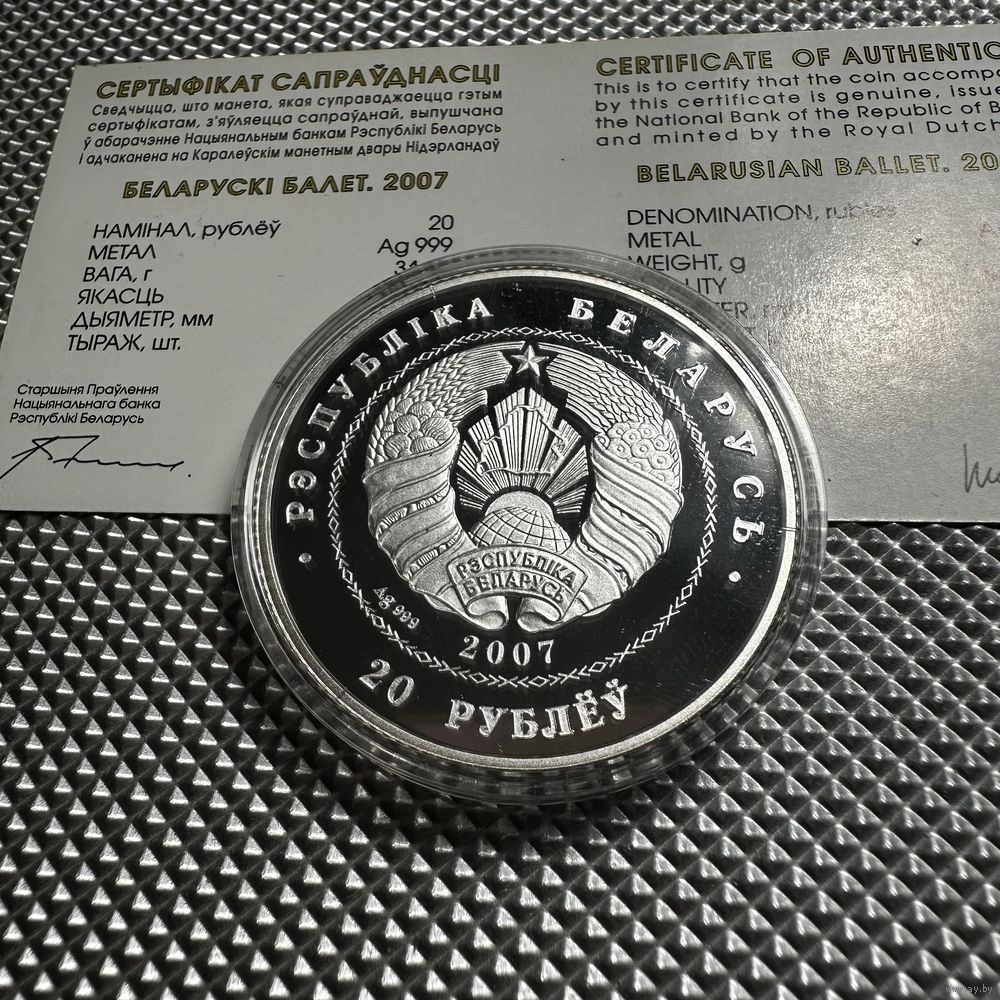 СЕРТЫФІКАТ САПРАЎДНАСЦІ
Сведчыцца, што манета, якая суправаджаецца гэтым
сертыфікатам, з'яўляецца сапраўднай, выпушчана
ў абарачэнне Нацыянальным банкам Рэспублікі Беларусь
і адчаканена на Каралеўскім манетным двары Нідэрландаў
БЕЛАРУСКІ БАЛЕТ. 2007
НАМІНАЛ, рублёў 20
МЕТАЛ Ag 999
ВАГА, г
ЯКАСЦЬ
ДЫЯМЕТР, мм
ТЫРАЖ, шт.
Старшыня Праўлення
Нацыянальнага банка
Рэспублікі Беларусь
CERTIFICATE OF AUTHENTIC
This is to certify that the coin accompa
by this certificate is genuine, issue
the National Bank of the Republic of B
and minted by the Royal Dutch
BELARUSIAN BALLET. 20
DENOMINATION, rubles
METAL
WEIGHT, g
РЭСПУБЛІКА БЕЛАРУСЬ
РЭСПУБЛІКА
БЕЛАРУСЬ
Ag 999
2007
20 РУБЛЁЎ